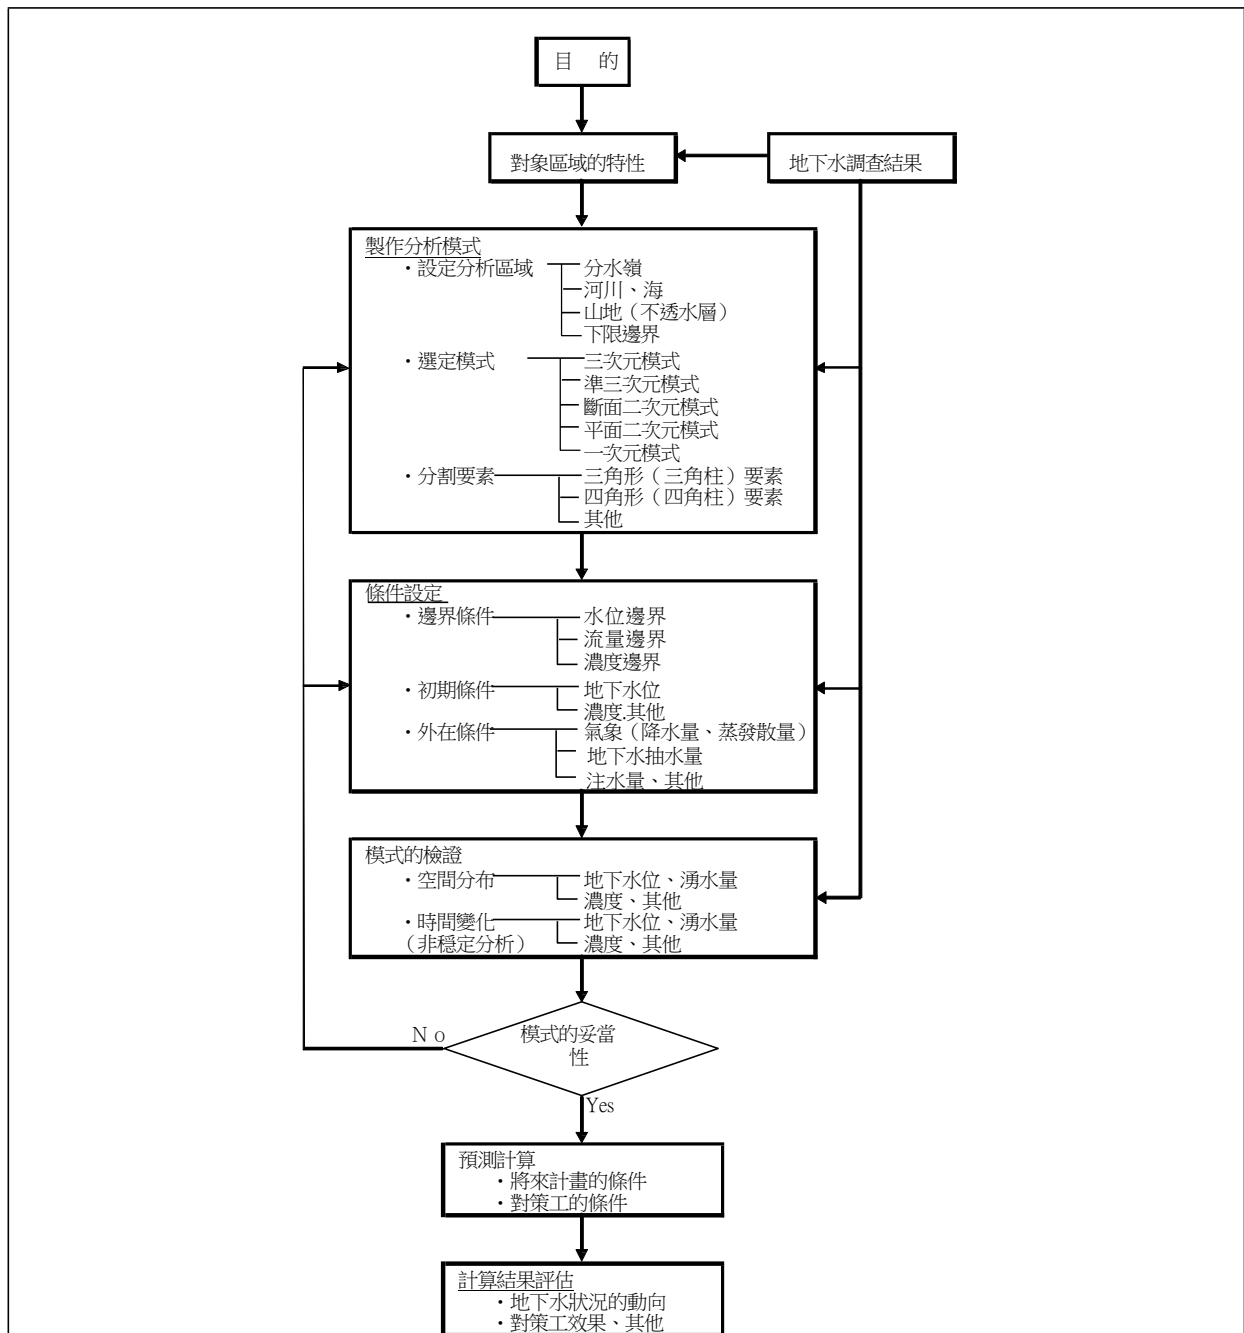 目 的
對象區域的特性
地下水調查結果
製作分析模式
・設定分析區域 分水嶺
河川、海
山地（不透水層）
下限邊界
・選定模式 三次元模式
準三次元模式
斷面二次元模式
平面二次元模式
一次元模式
・分割要素 三角形（三角柱）要素
四角形（四角柱）要素
其他
條件設定
・邊界條件 水位邊界
流量邊界
濃度邊界
・初期條件 地下水位
濃度.其他
・外在條件 氣象（降水量、蒸發散量）
地下水抽水量
注水量、其他
模式的檢證
・空間分布 地下水位、湧水量
濃度、其他
・時間變化 地下水位、湧水量
（非穩定分析） 濃度、其他
No
模式的妥當
性
Yes
預測計算
・將來計畫的條件
・對策工的條件
計算結果評估
・地下水狀況的動向
・對策工效果、其他